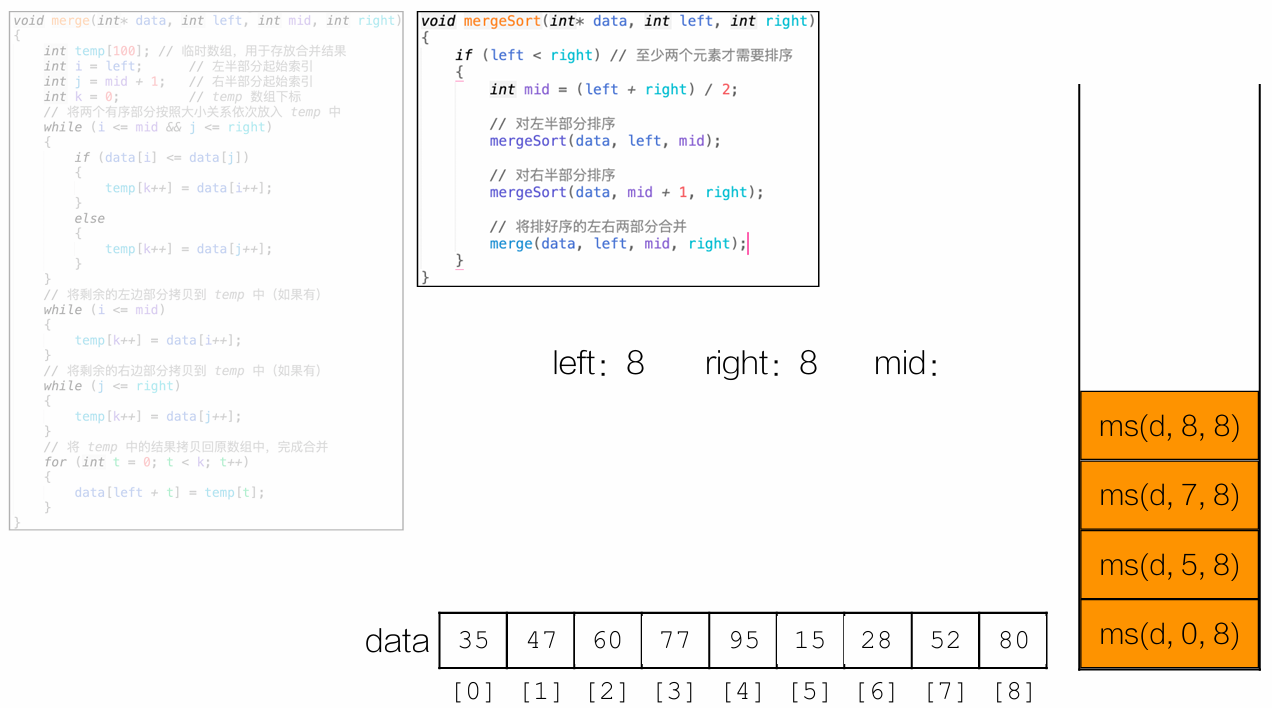 void merge(int* data, int left, int mid, int right)
{
    int temp[100]; // 临时数组，用于存放合并结果
    int i = left;      // 左半部分起始索引
    int j = mid + 1;   // 右半部分起始索引
    int k = 0;         // temp 数组下标
    // 将两个有序部分按照大小关系依次放入 temp 中
    while (i <= mid && j <= right)
    {
        if (data[i] <= data[j])
        {
            temp[k++] = data[i++];
        }
        else
        {
            temp[k++] = data[j++];
        }
    }
    // 将剩余的左边部分拷贝到 temp 中（如果有）
    while (i <= mid)
    {
        temp[k++] = data[i++];
    }
    // 将剩余的右边部分拷贝到 temp 中（如果有）
    while (j <= right)
    {
        temp[k++] = data[j++];
    }
    // 将 temp 中的结果拷贝回原数组中，完成合并
    for (int t = 0; t < k; t++)
    {
        data[left + t] = temp[t];
    }
}
void mergeSort(int* data, int left, int right)
{
    if (left < right) // 至少两个元素才需要排序
    {
        int mid = (left + right) / 2;
        // 对左半部分排序
        mergeSort(data, left, mid);
        // 对右半部分排序
        mergeSort(data, mid + 1, right);
        // 将排好序的左右两部分合并
        merge(data, left, mid, right);
    }
}
left: 8 right: 8 mid:
ms(d, 8, 8)
ms(d, 7, 8)
ms(d, 5, 8)
ms(d, 0, 8)
data 35 47 60 77 95 15 28 52 80
[0] [1] [2] [3] [4] [5] [6] [7] [8]